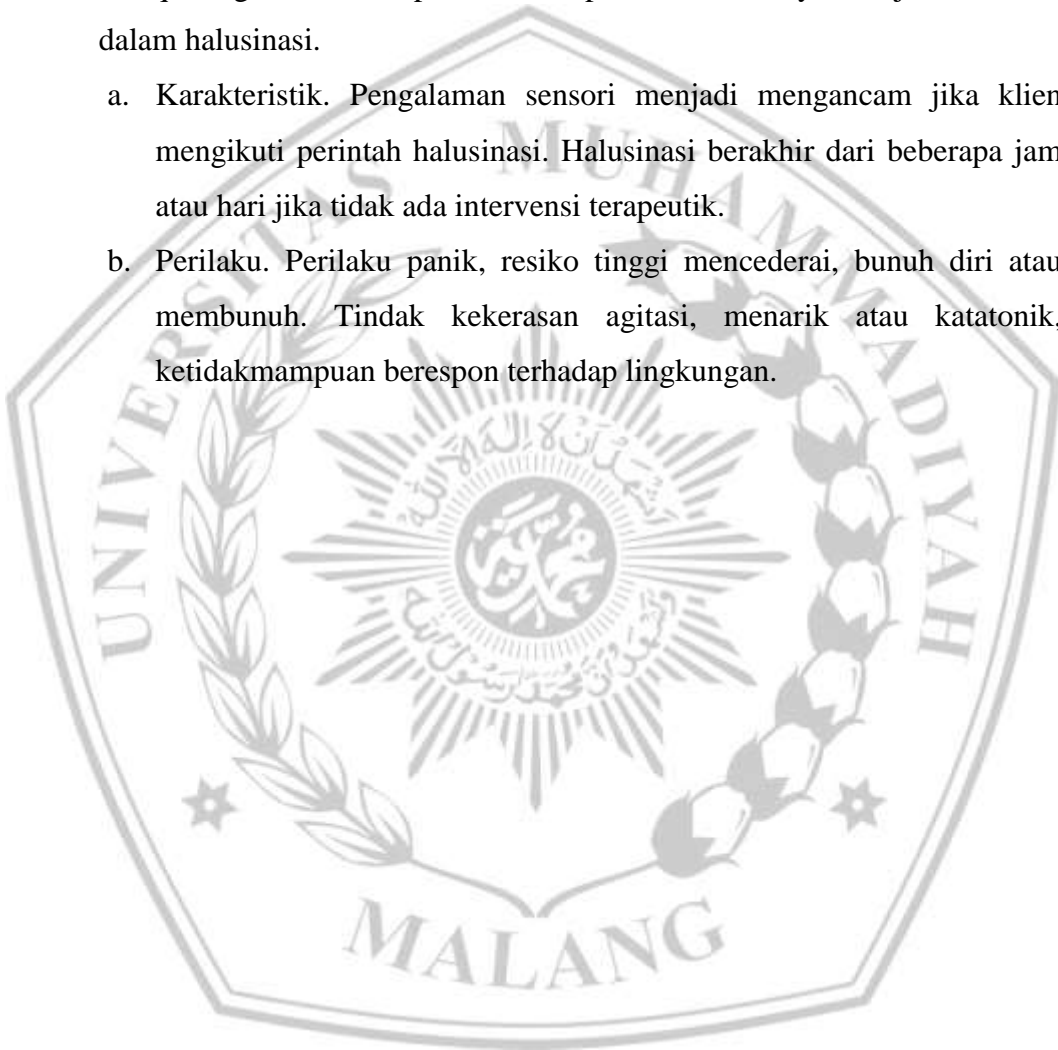 dalam halusinasi.
a. Karakteristik. Pengalaman sensori menjadi mengancam jika klien
mengikuti perintah halusinasi. Halusinasi berakhir dari beberapa jam
atau hari jika tidak ada intervensi terapeutik.
b. Perilaku. Perilaku panik, resiko tinggi mencederai, bunuh diri atau
membunuh. Tindak kekerasan agitasi, menarik atau katatonik,
ketidakmampuan berespon terhadap lingkungan.
UNIVERSITAS MUHAMMADIYAH
MALANG